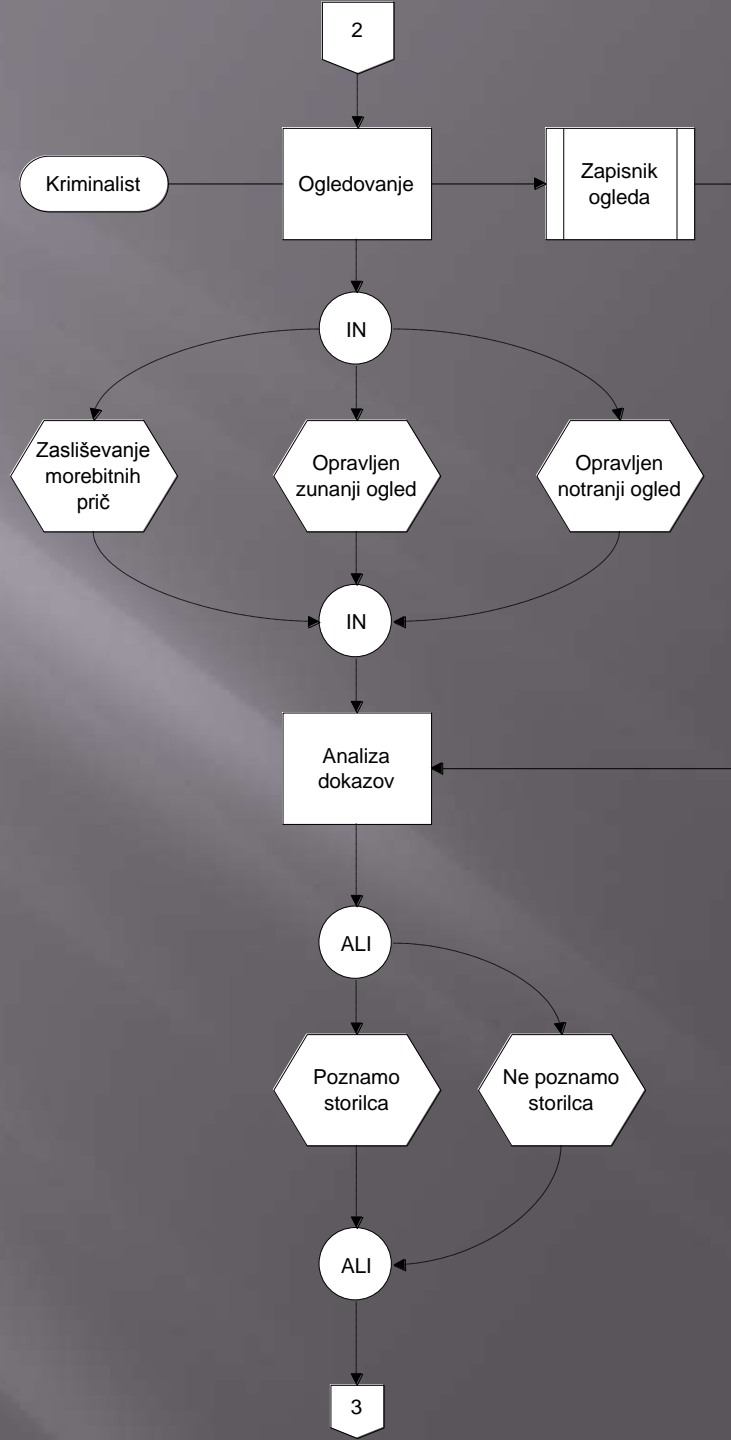 2
Kriminalist
Ogledovanje
Zapisnik
ogleda
IN
Zasliševanje
morebitnih
prič
Opravljen
zunanji ogled
Opravljen
notranji ogled
IN
Analiza
dokazov
ALI
Poznamo
storilca
Ne poznamo
storilca
ALI
3